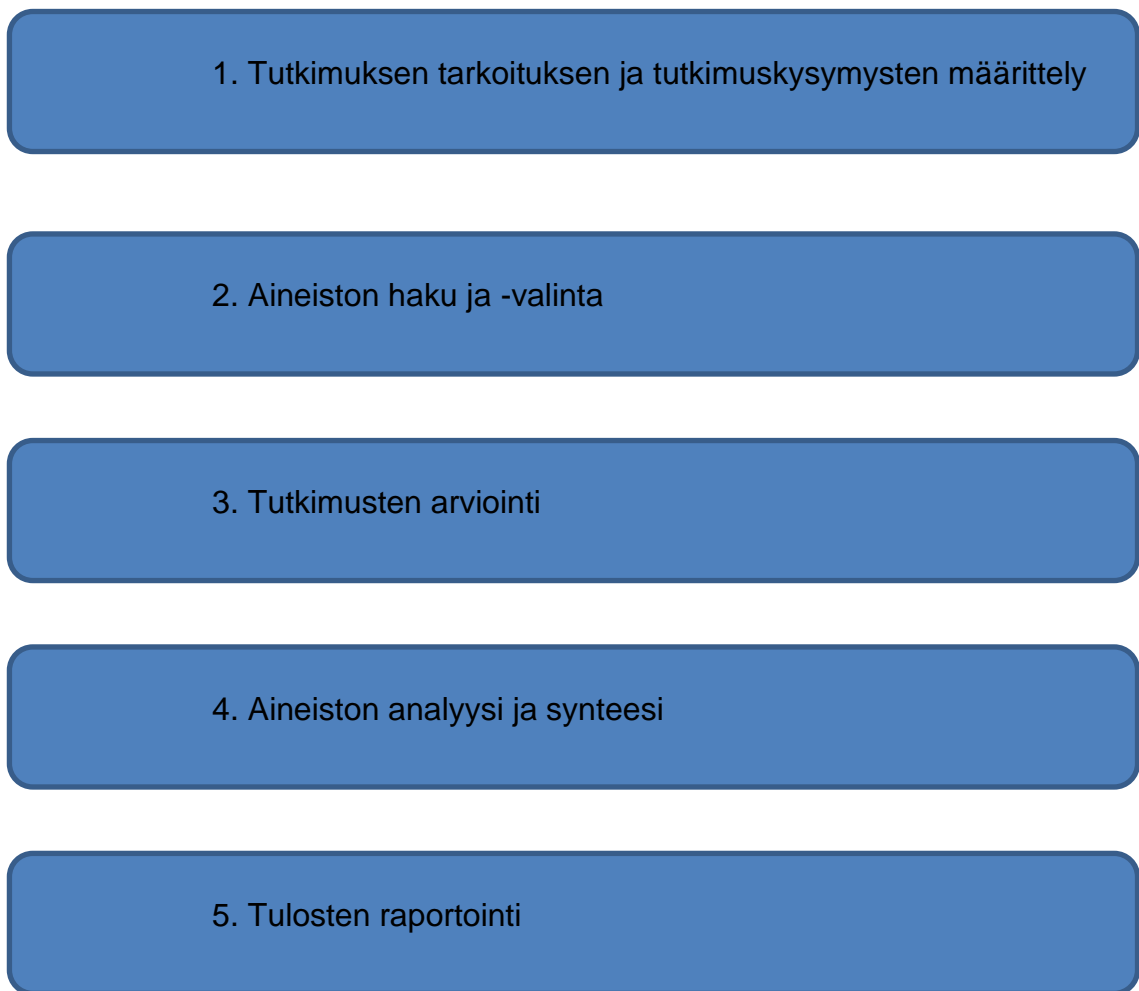 1. Tutkimuksen tarkoituksen ja tutkimuskysymysten määrittely
2. Aineiston haku ja -valinta
3. Tutkimusten arviointi
4. Aineiston analyysi ja synteesi
5. Tulosten raportointi